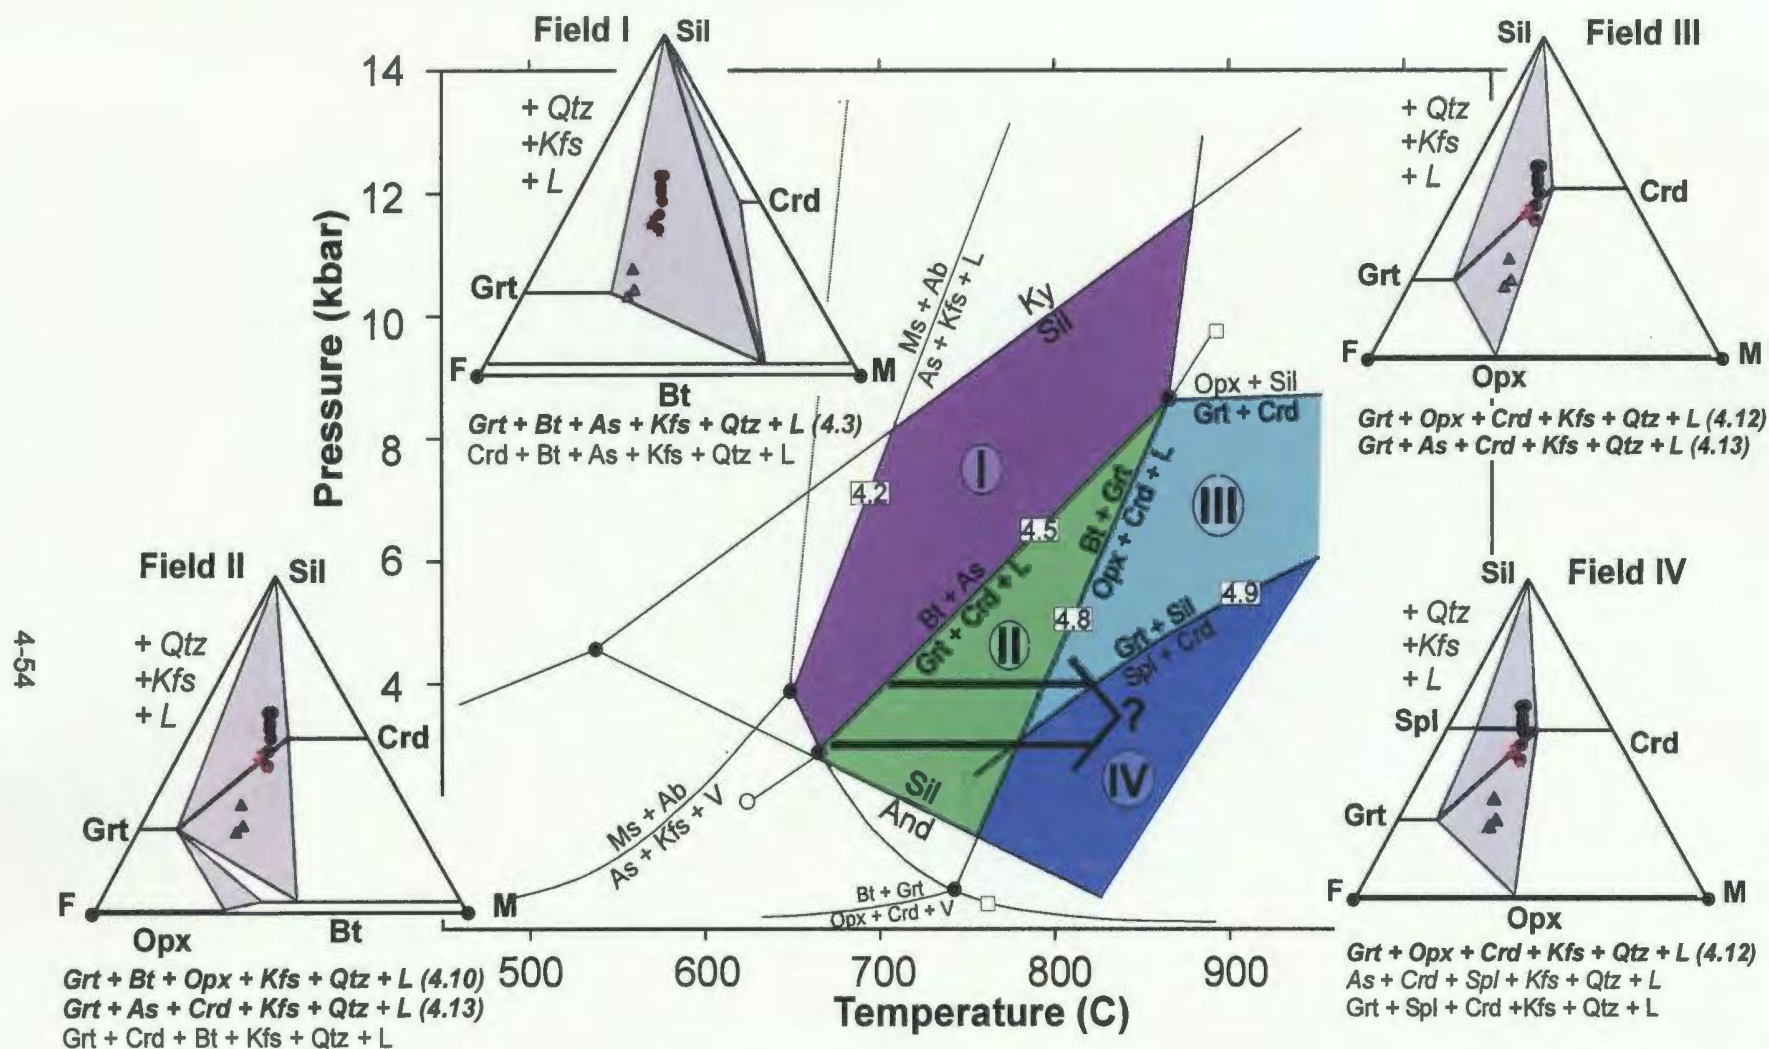 Field I
Sil
+ Qtz
+Kfs
+ L
Grt
Crd
F
M
Bt
Grt + Bt + As + Kfs + Qtz + L (4.3)
Crd + Bt + As + Kfs + Qtz + L
Field III
Sil
+ Qtz
+Kfs
+ L
Grt
Crd
F
M
Opx
Grt + Opx + Crd + Kfs + Qtz + L (4.12)
Grt + As + Crd + Kfs + Qtz + L (4.13)
Field II
Sil
+ Qtz
+Kfs
+ L
Grt
Crd
F
M
Opx
Bt
Grt + Bt + Opx + Kfs + Qtz + L (4.10)
Grt + As + Crd + Kfs + Qtz + L (4.13)
Grt + Crd + Bt + Kfs + Qtz + L
Field IV
Sil
+ Qtz
+Kfs
+ L
Spl
Crd
Grt
F
M
Opx
Grt + Opx + Crd + Kfs + Qtz + L (4.12)
As + Crd + Spl + Kfs + Qtz + L
Grt + Spl + Crd +Kfs + Qtz + L
Pressure (kbar)
14
12
10
8
6
4
500
600
700
800
900
Temperature (C)
Ms + Ab
As + Kfs + L
Ky
Sil
Opx + Sil
Grt + Crd
I
II
III
IV
4.2
4.5
4.8
4.9
Bt + As
Grt + Crd + L
Bt + Grt
Opx + Crd + L
Grt + Sil
Spl + Crd
?
Sil
And
Ms + Ab
As + Kfs + V
Bt + Grt
Opx + Crd + V
4-54